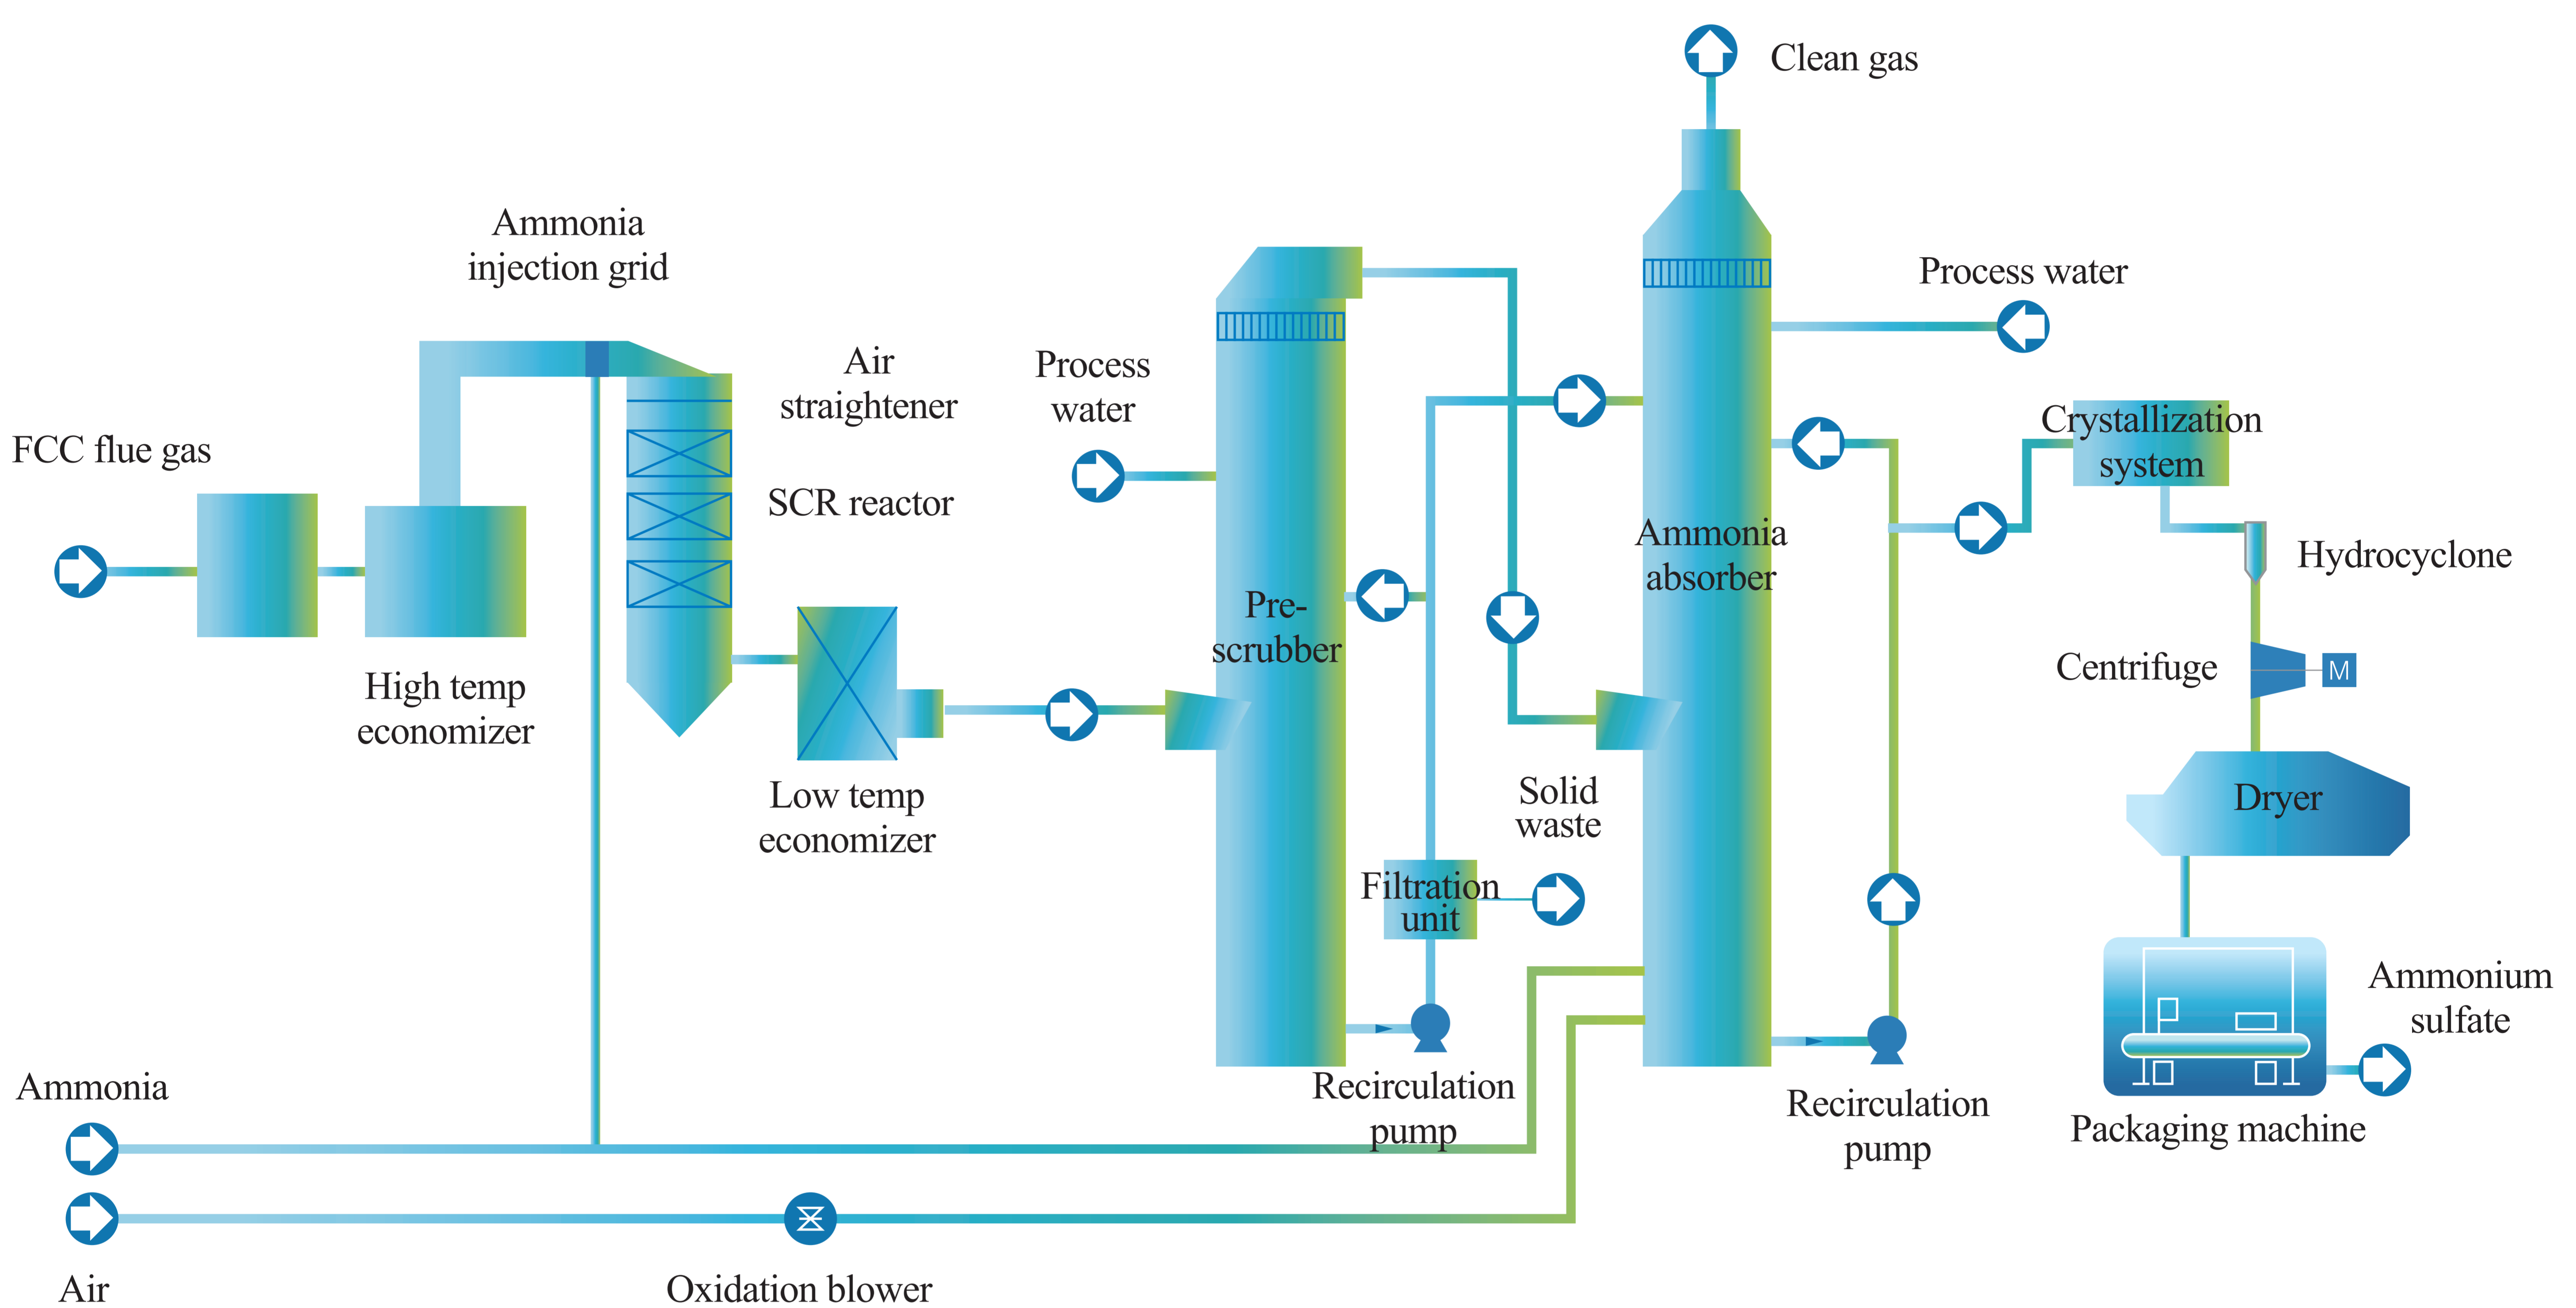 Clean gas
Ammonia
injection grid
Process water
Air
straightener
Process
water
FCC flue gas
Crystallization
system
SCR reactor
Ammonia
absorber
Hydrocyclone
Pre-
scrubber
Centrifuge
M
High temp
economizer
Low temp
economizer
Solid
waste
Dryer
Filtration
unit
Ammonium
sulfate
Ammonia
Recirculation
pump
Recirculation
pump
Packaging machine
Air
Oxidation blower